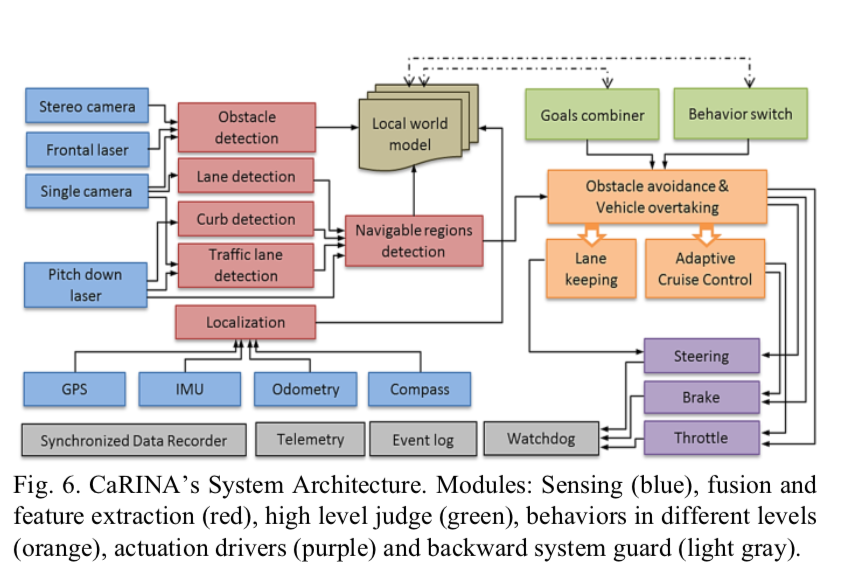 Stereo camera
Frontal laser
Single camera
Pitch down
laser
Obstacle
detection
Lane detection
Curb detection
Traffic lane
detection
Localization
Local world
model
Navigable regions
detection
Goals combiner
Behavior switch
Obstacle avoidance &
Vehicle overtaking
Lane
keeping
Adaptive
Cruise Control
Steering
Brake
Throttle
GPS
IMU
Odometry
Compass
Synchronized Data Recorder
Telemetry
Event log
Watchdog
Fig. 6. CaRINA's System Architecture. Modules: Sensing (blue), fusion and
feature extraction (red), high level judge (green), behaviors in different levels
(orange), actuation drivers (purple) and backward system guard (light gray).